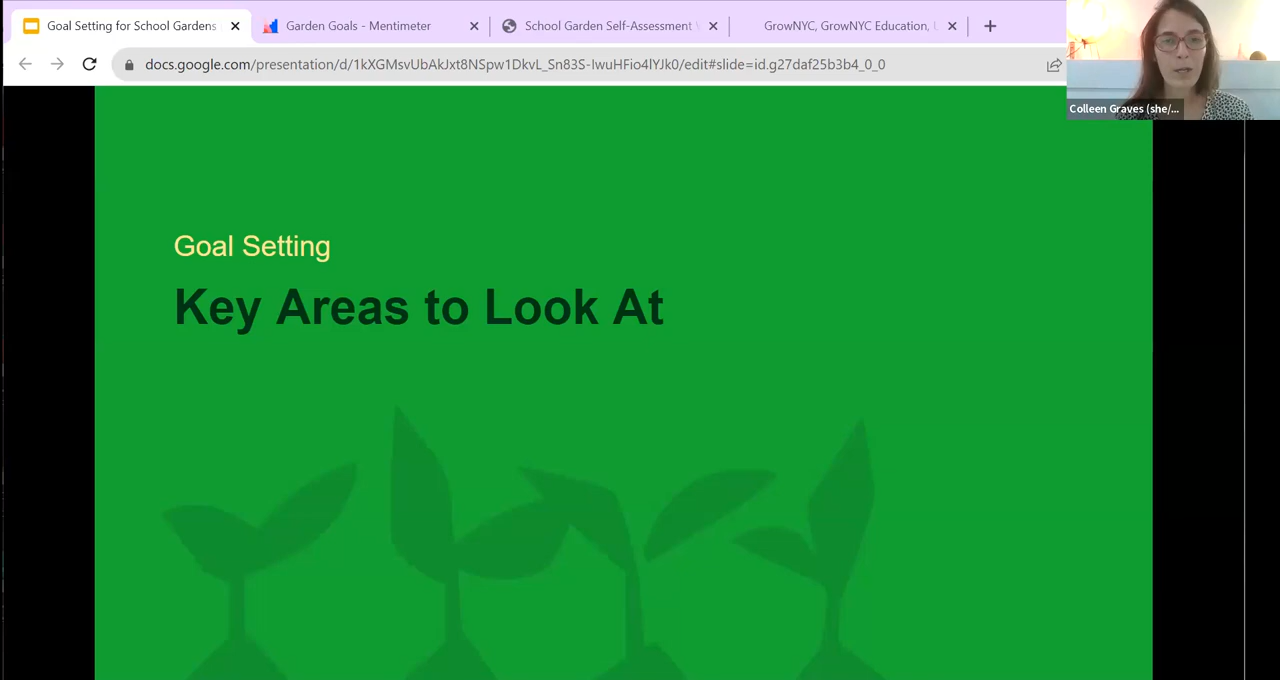 Goal Setting for School Gardens
Garden Goals - Mentimeter
School Garden Self-Assessment
GrowNYC, GrowNYC Education,
docs.google.com/presentation/d/1kXGMsvUbAkJxt8NSpw1DkvL_Sn83S-IwuHFio4lYJk0/edit#slide=id.g27daf25b3b4_0_0
Colleen Graves (she/...
Goal Setting
Key Areas to Look At